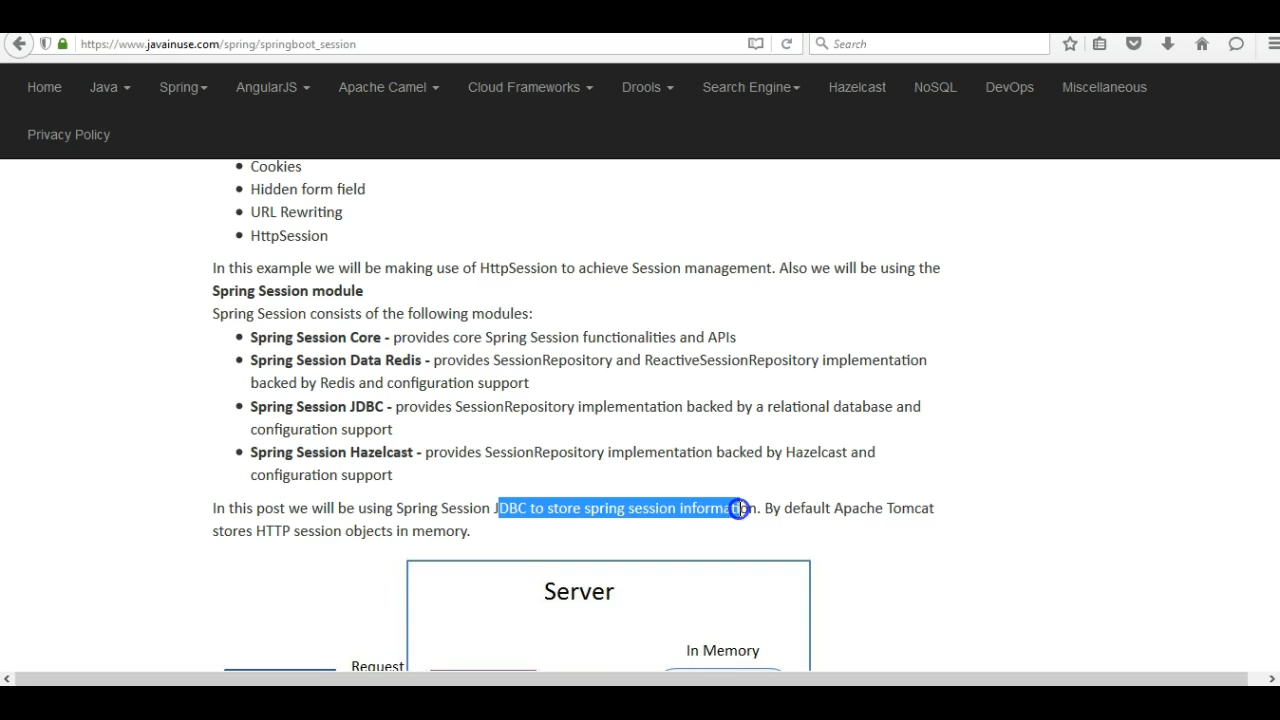 https://www.javainuse.com/spring/springboot_session
Search
Home
Java
Spring
AngularJS
Apache Camel
Cloud Frameworks
Drools
Search Engine
Hazelcast
NoSQL
DevOps
Miscellaneous
Privacy Policy
Cookies
Hidden form field
URL Rewriting
HttpSession
In this example we will be making use of HttpSession to achieve Session management. Also we will be using the
Spring Session module
Spring Session consists of the following modules:
Spring Session Core - provides core Spring Session functionalities and APIs
Spring Session Data Redis - provides SessionRepository and ReactiveSessionRepository implementation
backed by Redis and configuration support
Spring Session JDBC - provides SessionRepository implementation backed by a relational database and
configuration support
Spring Session Hazelcast - provides SessionRepository implementation backed by Hazelcast and
configuration support
In this post we will be using Spring Session JDBC to store spring session information. By default Apache Tomcat
stores HTTP session objects in memory.
Server
In Memory
Request